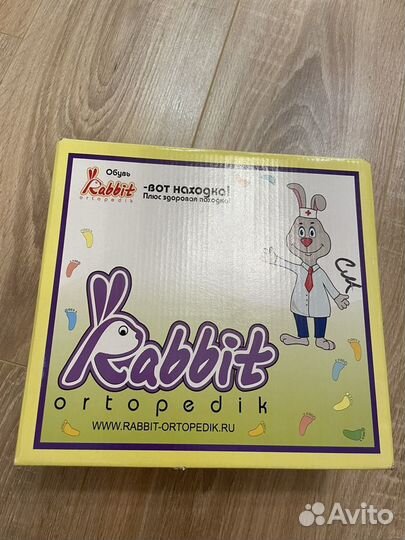 Обувь
Rabbit
ortopedik
-ВОТ НАХОДКА!
Плюс здоровая походка!
Rabbit
ortopedik
WWW.RABBIT-ORTOPEDIK.RU
Avito